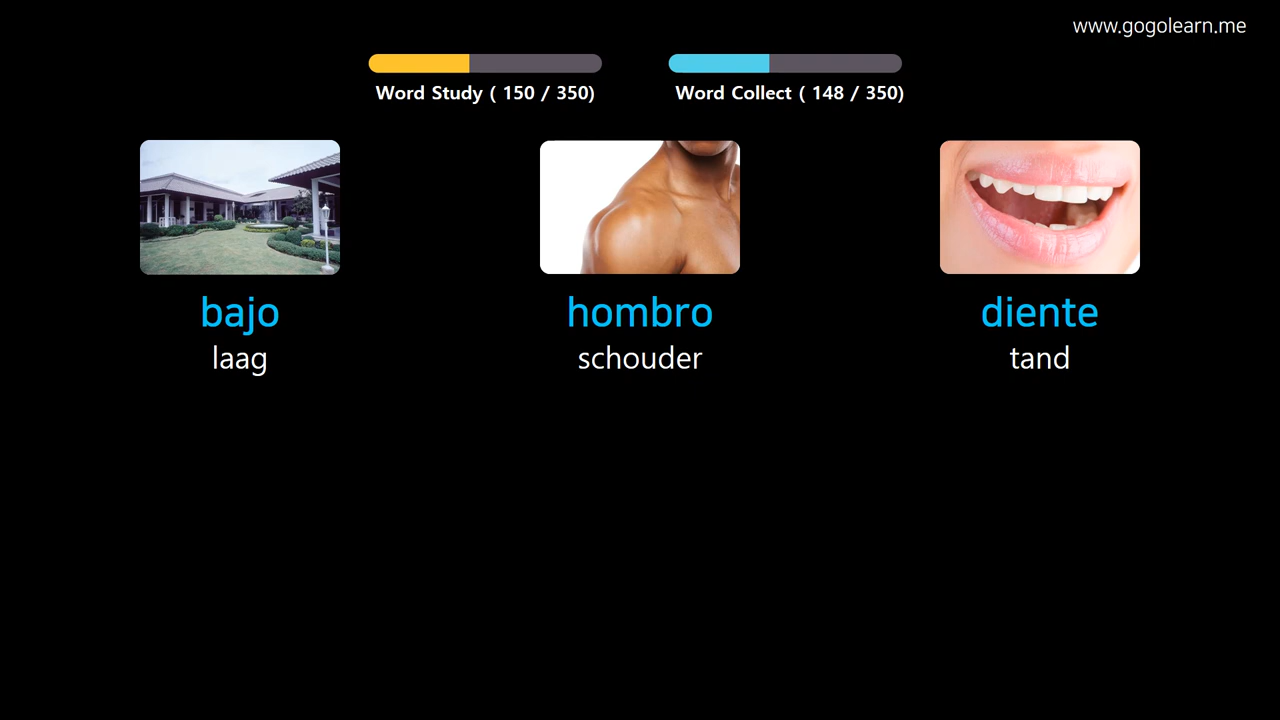 www.gogolearn.me
Word Study ( 150 / 350)
Word Collect ( 148 / 350)
bajo
laag
hombro
schouder
diente
tand